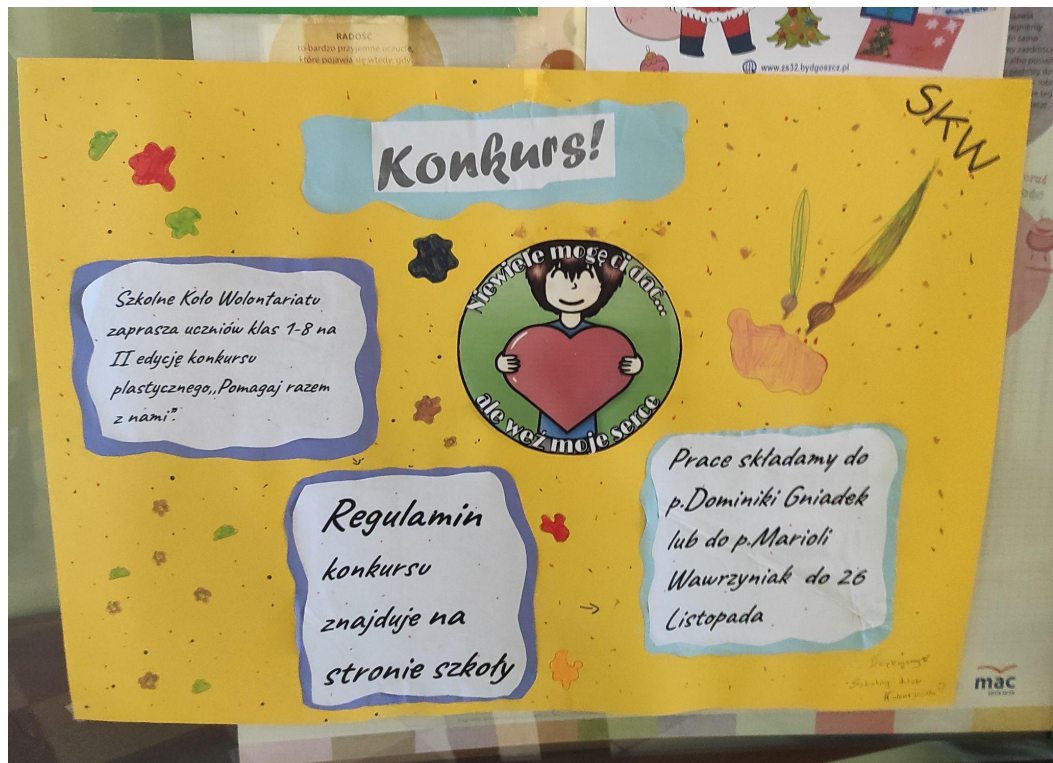 RADOŚĆ
to bardzo przyjemne uczucie,
które pojawia się wtedy, gdy
www.zs32.bydgoszcz.pl
SKW
Konkurs!
Niewiele mogę ci dać...
ale weź moje serce
Szkolne Koło Wolontariatu
zaprasza uczniów klas 1-8 na
II edycję konkursu
plastycznego,,Pomagaj razem
z nami”.
Regulamin
konkursu
znajduje na
stronie szkoły
Prace składamy do
p.Dominiki Gniadek
lub do p.Marioli
Wawrzyniak do 26
Listopada
mac